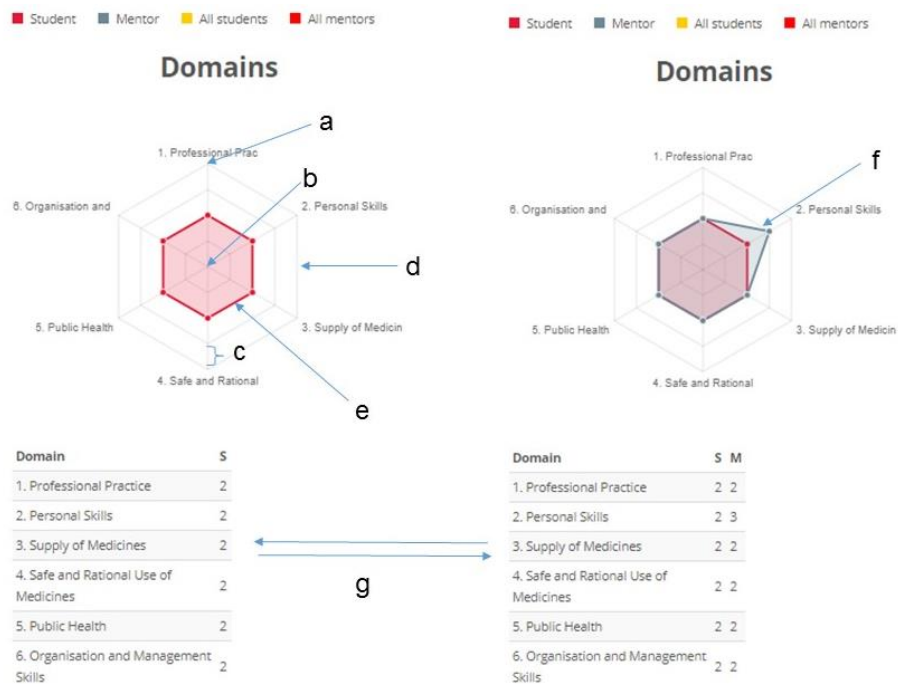 Student Mentor All students All mentors
Domains
a
1. Professional Prac
b
6. Organisation and
2. Personal Skills
d
5. Public Health
3. Supply of Medicin
c
4. Safe and Rational
e
Domain S
1. Professional Practice 2
2. Personal Skills 2
3. Supply of Medicines 2
4. Safe and Rational Use of
Medicines 2
5. Public Health 2
6. Organisation and Management
Skills 2
g
Student Mentor All students All mentors
Domains
1. Professional Prac
f
6. Organisation and
2. Personal Skills
5. Public Health
3. Supply of Medicin
4. Safe and Rational
Domain S M
1. Professional Practice 2 2
2. Personal Skills 2 3
3. Supply of Medicines 2 2
4. Safe and Rational Use of
Medicines 2 2
5. Public Health 2 2
6. Organisation and Management
Skills 2 2